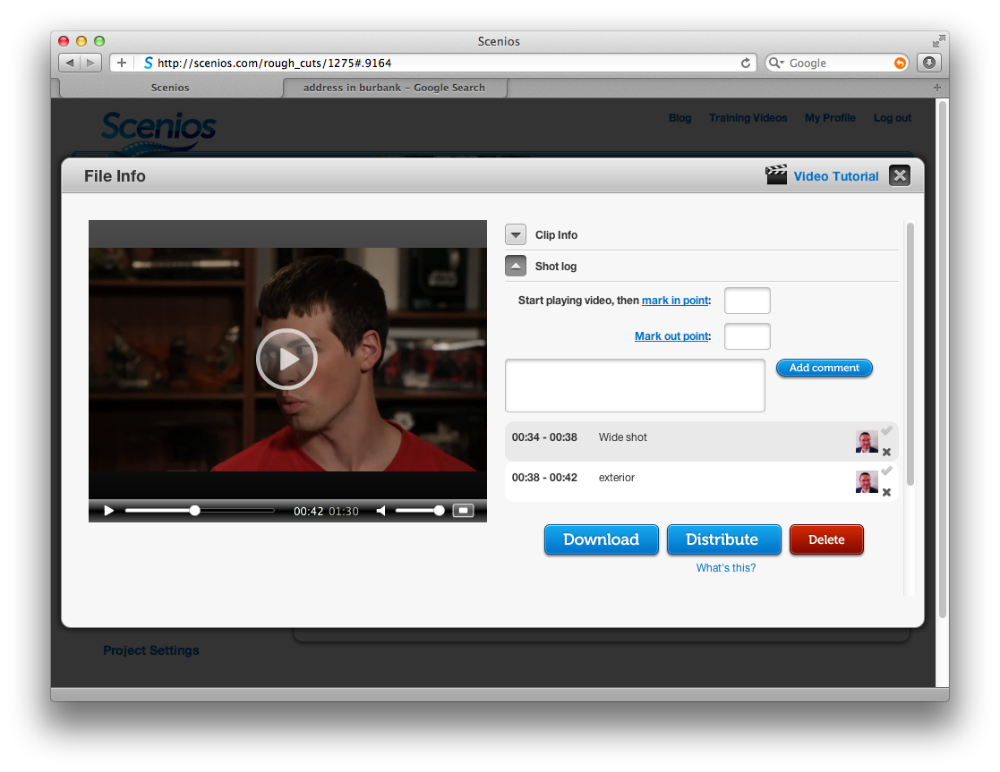 Scenios
http://scenios.com/rough_cuts/1275#.9164
Google
Scenios
address in burbank – Google Search
Scenios
Blog Training Videos My Profile Log out
File Info
Video Tutorial
Clip Info
Shot log
Start playing video, then mark in point:
Mark out point:
Add comment
00:34 - 00:38 Wide shot
00:38 - 00:42 exterior
00:42 01:30
Download
Distribute
Delete
What's this?
Project Settings